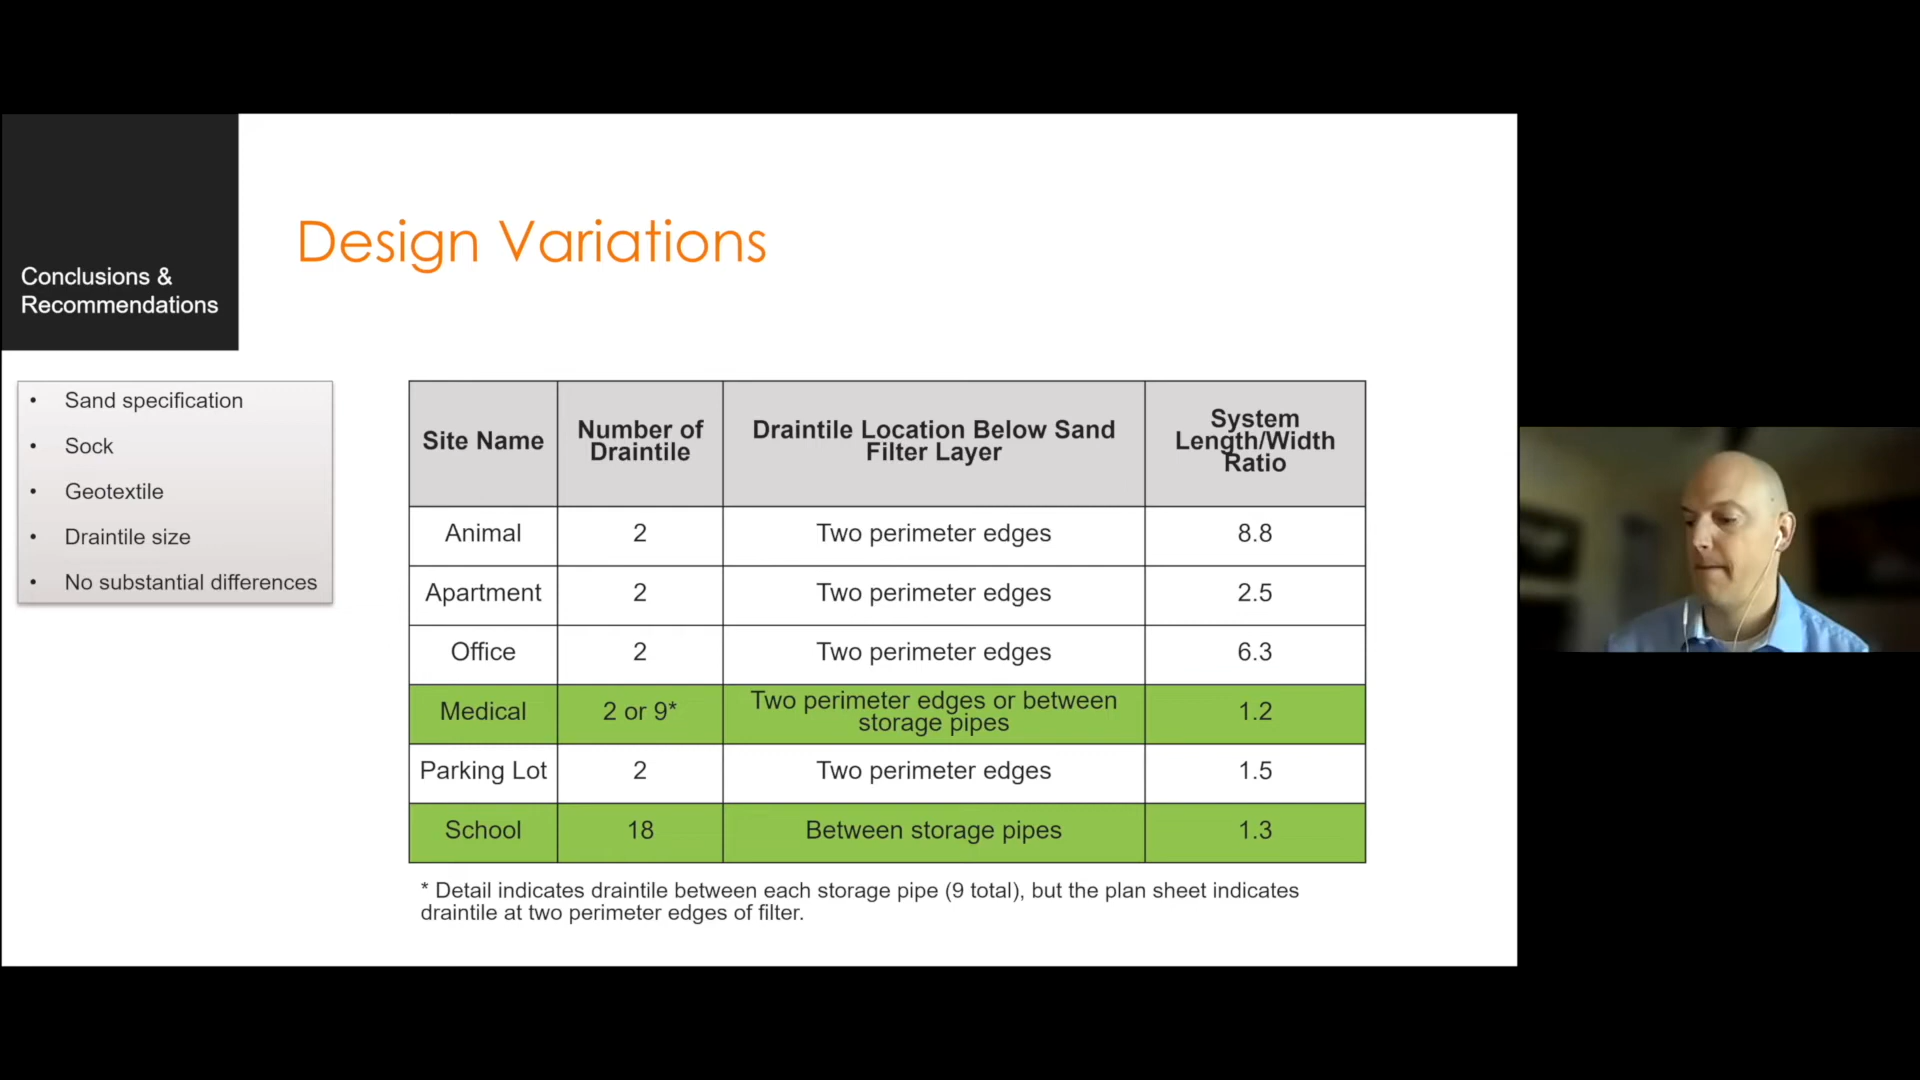 Conclusions &
Recommendations
Design Variations
• Sand specification
• Sock
• Geotextile
• Draintile size
• No substantial differences
Site Name
Number of
Draintile
Draintile Location Below Sand
Filter Layer
System
Length/Width
Ratio
Animal 2 Two perimeter edges 8.8
Apartment 2 Two perimeter edges 2.5
Office 2 Two perimeter edges 6.3
Medical 2 or 9* Two perimeter edges or between
storage pipes 1.2
Parking Lot 2 Two perimeter edges 1.5
School 18 Between storage pipes 1.3
* Detail indicates draintile between each storage pipe (9 total), but the plan sheet indicates
draintile at two perimeter edges of filter.